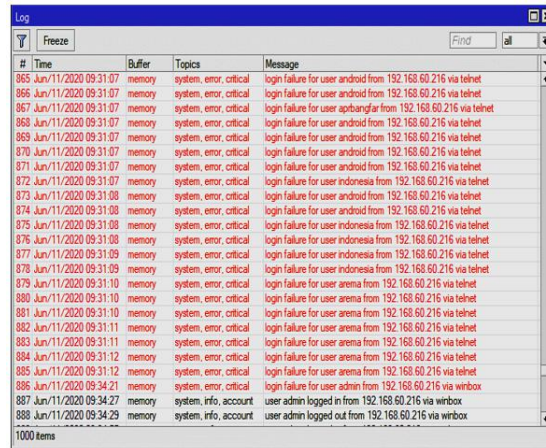 Log
Freeze
Find
all
# Time Buffer Topics Message
865 Jun/11/2020 09:31:07 memory system, error, critical login failure for user android from 192.168.60.216 via telnet
866 Jun/11/2020 09:31:07 memory system, error, critical login failure for user android from 192.168.60.216 via telnet
867 Jun/11/2020 09:31:07 memory system, error, critical login failure for user aprbangfar from 192.168.60.216 via telnet
868 Jun/11/2020 09:31:07 memory system, error, critical login failure for user android from 192.168.60.216 via telnet
869 Jun/11/2020 09:31:07 memory system, error, critical login failure for user android from 192.168.60.216 via telnet
870 Jun/11/2020 09:31:07 memory system, error, critical login failure for user android from 192.168.60.216 via telnet
871 Jun/11/2020 09:31:07 memory system, error, critical login failure for user android from 192.168.60.216 via telnet
872 Jun/11/2020 09:31:07 memory system, error, critical login failure for user indonesia from 192.168.60.216 via telnet
873 Jun/11/2020 09:31:08 memory system, error, critical login failure for user android from 192.168.60.216 via telnet
874 Jun/11/2020 09:31:08 memory system, error, critical login failure for user android from 192.168.60.216 via telnet
875 Jun/11/2020 09:31:08 memory system, error, critical login failure for user indonesia from 192.168.60.216 via telnet
876 Jun/11/2020 09:31:08 memory system, error, critical login failure for user indonesia from 192.168.60.216 via telnet
877 Jun/11/2020 09:31:09 memory system, error, critical login failure for user indonesia from 192.168.60.216 via telnet
878 Jun/11/2020 09:31:09 memory system, error, critical login failure for user indonesia from 192.168.60.216 via telnet
879 Jun/11/2020 09:31:10 memory system, error, critical login failure for user arema from 192.168.60.216 via telnet
880 Jun/11/2020 09:31:10 memory system, error, critical login failure for user arema from 192.168.60.216 via telnet
881 Jun/11/2020 09:31:10 memory system, error, critical login failure for user arema from 192.168.60.216 via telnet
882 Jun/11/2020 09:31:11 memory system, error, critical login failure for user arema from 192.168.60.216 via telnet
883 Jun/11/2020 09:31:11 memory system, error, critical login failure for user arema from 192.168.60.216 via telnet
884 Jun/11/2020 09:31:12 memory system, error, critical login failure for user arema from 192.168.60.216 via telnet
885 Jun/11/2020 09:31:12 memory system, error, critical login failure for user arema from 192.168.60.216 via telnet
886 Jun/11/2020 09:34:21 memory system, error, critical login failure for user admin from 192.168.60.216 via winbox
887 Jun/11/2020 09:34:27 memory system, info, account user admin logged in from 192.168.60.216 via winbox
888 Jun/11/2020 09:34:29 memory system, info, account user admin logged out from 192.168.60.216 via winbox
1000 items